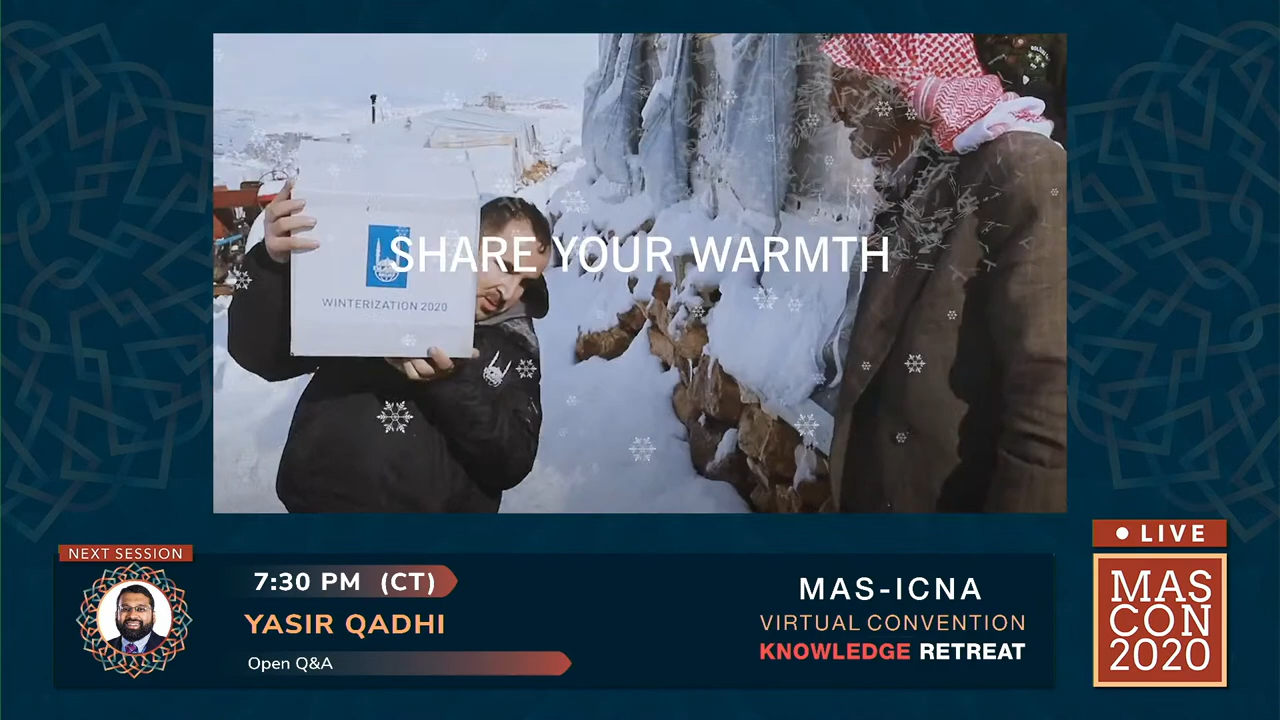 SHARE YOUR WARMTH
WINTERIZATION 2020
LIVE
NEXT SESSION
7:30 PM (CT)
YASIR QADHI
Open Q&A
MAS-ICNA
VIRTUAL CONVENTION
KNOWLEDGE RETREAT
MAS
CON
2020